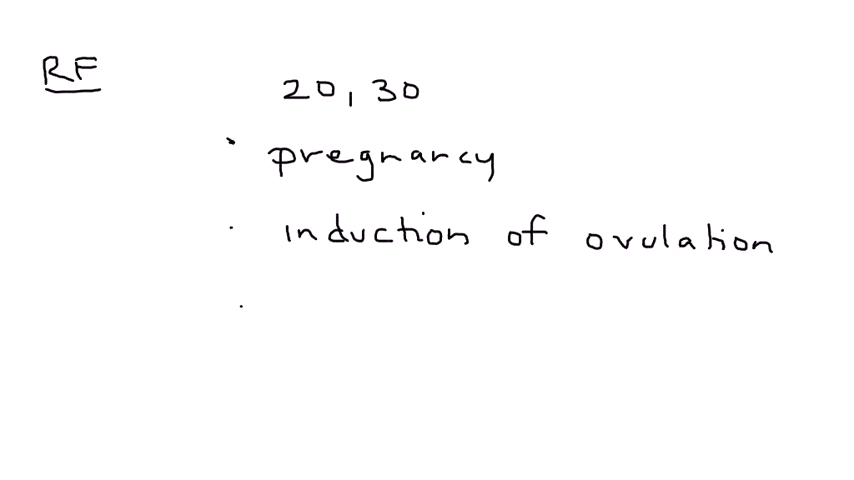 RF
20, 30
· pregnancy
· induction of ovulation
·